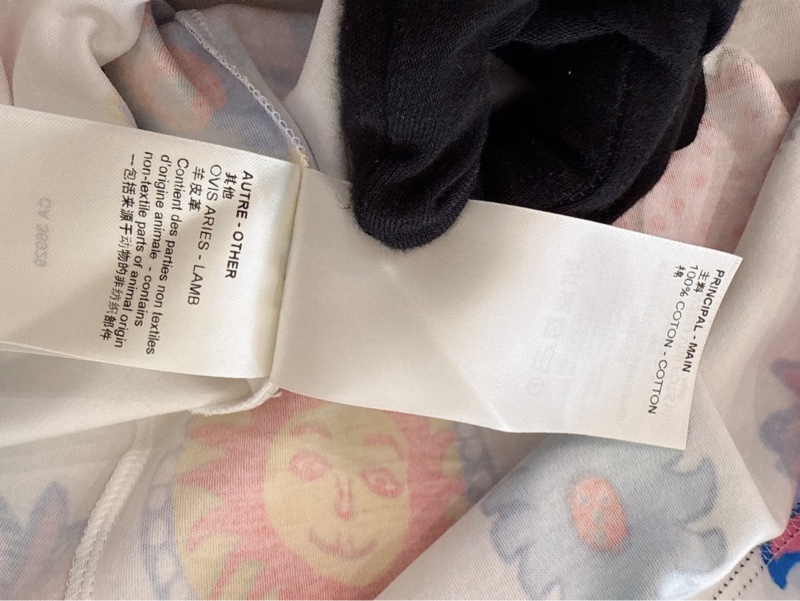 AUTRE - OTHER
其他
OVIS ARIES - LAMB
羊皮革
Contient des parties non textiles
d'origine animale - contains
non-textile parts of animal origin
一包括来源于动物的非纺织部件
PRINCIPAL - MAIN
主料
100% COTON - COTTON
棉